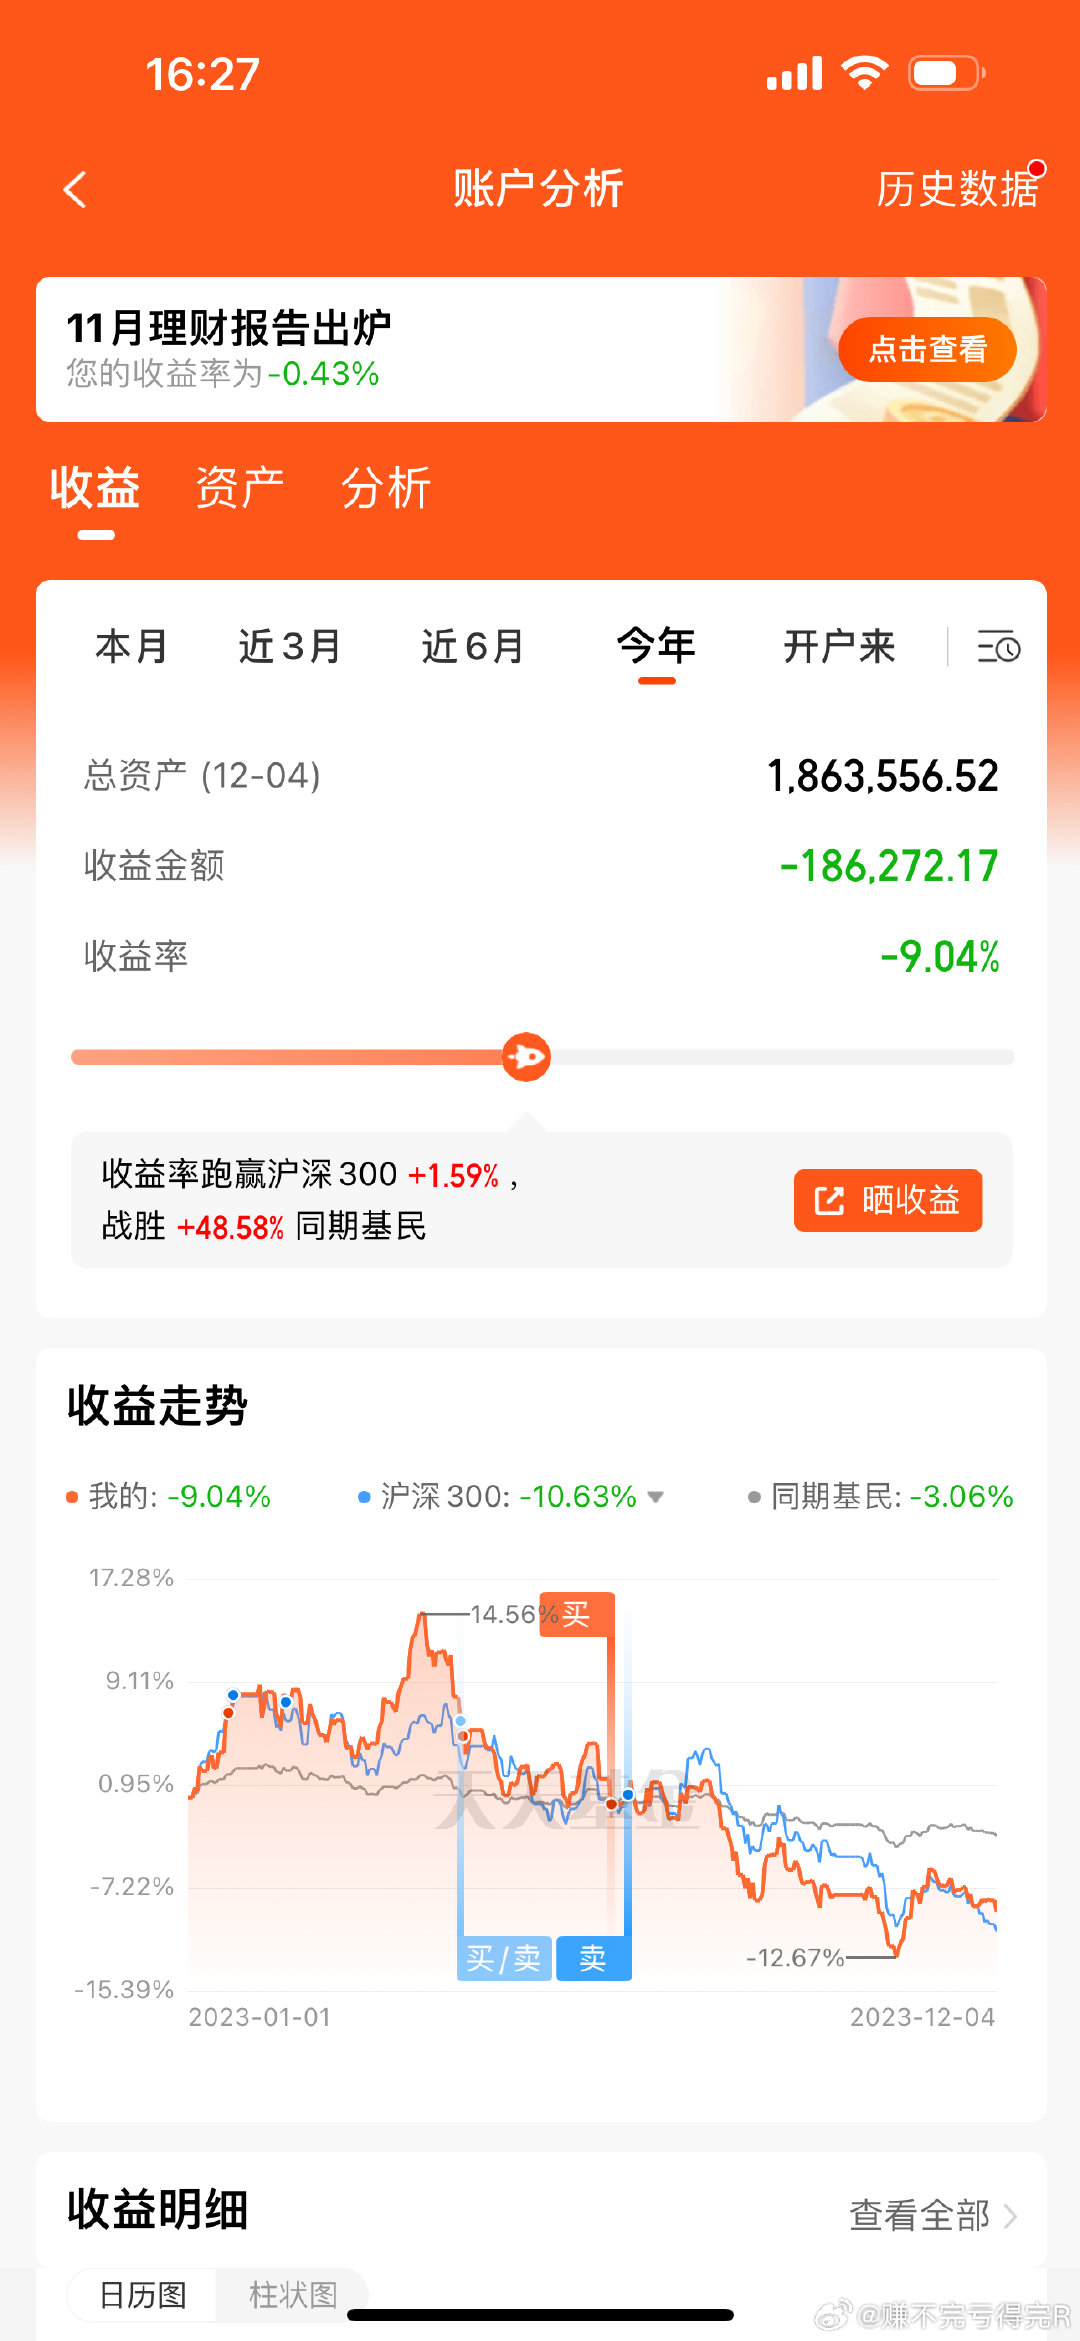 16:27
账户分析
历史数据
11月理财报告出炉
您的收益率为-0.43%
点击查看
收益 资产 分析
本月 近3月 近6月 今年 开户来
总资产 (12-04) 1,863,556.52
收益金额 -186,272.17
收益率 -9.04%
收益率跑赢沪深300 +1.59%,
战胜 +48.58% 同期基民
晒收益
收益走势
我的: -9.04% 沪深300: -10.63% 同期基民: -3.06%
17.28%
14.56%
买
9.11%
0.95%
天天基金
-7.22%
买/卖 卖
-12.67%
-15.39%
2023-01-01 2023-12-04
收益明细
查看全部
日历图 柱状图
@赚不完亏得完R